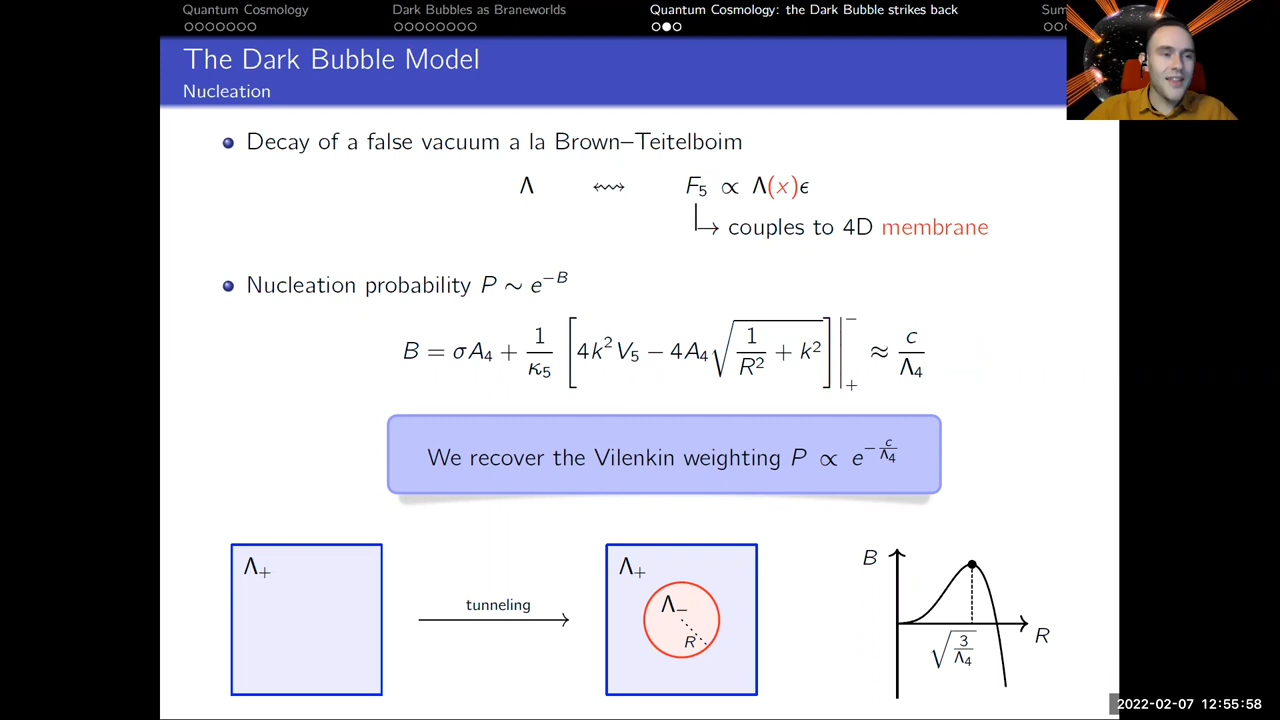 Quantum Cosmology Dark Bubbles as Braneworlds Quantum Cosmology: the Dark Bubble strikes back Sum
The Dark Bubble Model
Nucleation
Decay of a false vacuum a la Brown–Teitelboim
Λ ↭ F₅ ∝ Λ(x)ϵ
↳ couples to 4D membrane
Nucleation probability P ∼ e^{−B}
B = σA₄ + 1/κ₅ [4k²V₅ − 4A₄√(1/R² + k²)]|₊⁻ ≈ c/Λ₄
We recover the Vilenkin weighting P ∝ e^{−c/Λ₄}
Λ₊
tunneling
Λ₊
Λ₋
R
B
R
√(3/Λ₄)
2022-02-07 12:55:58